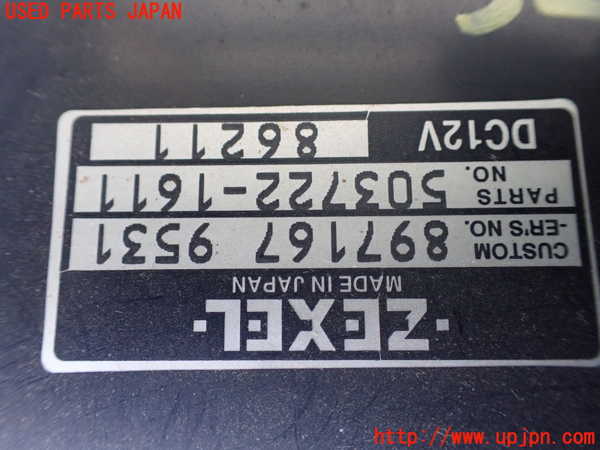 USED PARTS JAPAN
·ZEXEL·
MADE IN JAPAN
CUSTOM
-ER'S NO. 897167 9531
PARTS
NO. 503722-1611
DC12V 86211
http://www.upjpn.com/